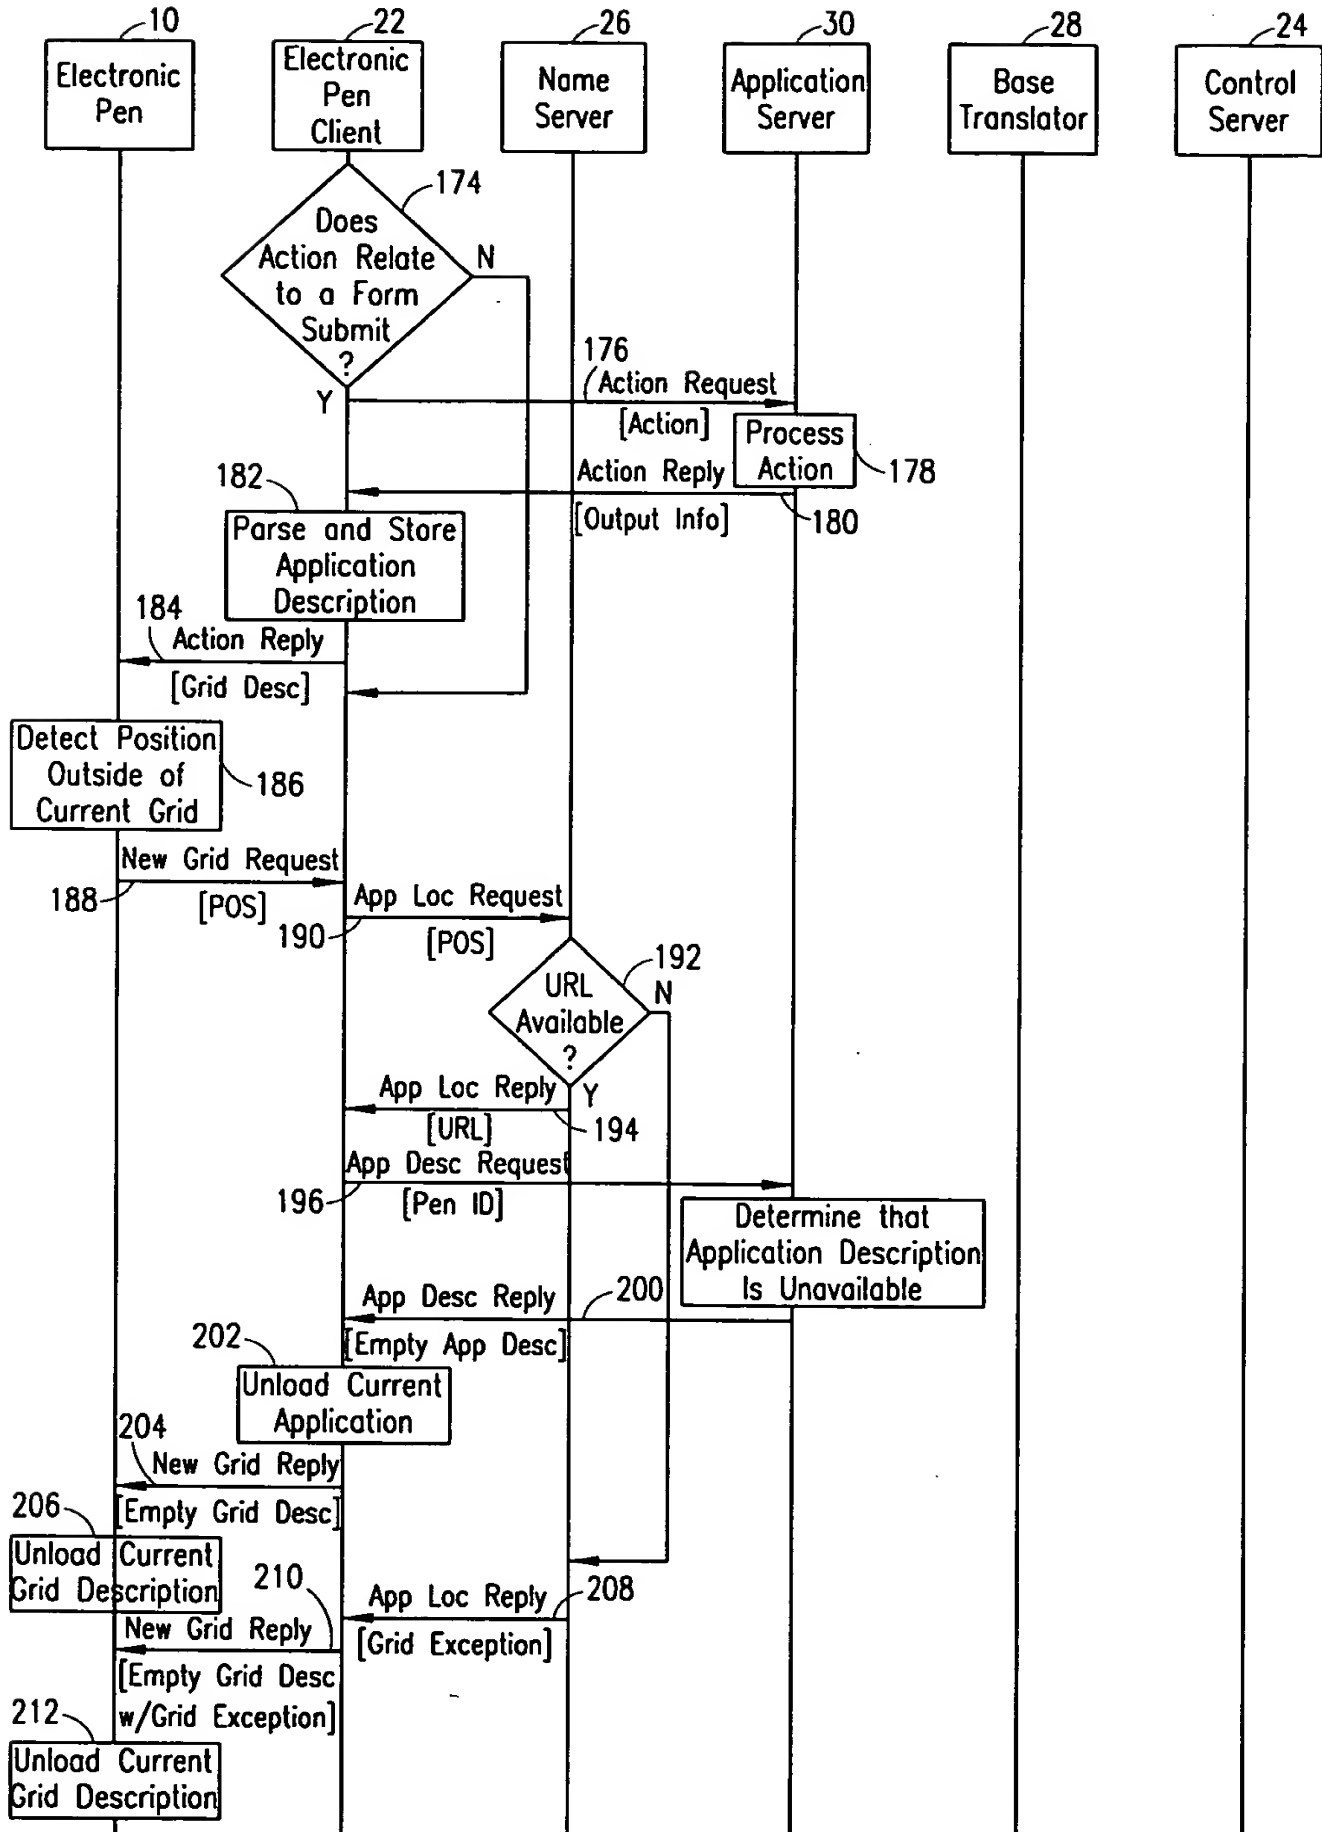 10
22
26
30
28
24
Electronic
Pen
Electronic
Pen
Client
Name
Server
Application
Server
Base
Translator
Control
Server
174
Does
Action Relate
to a Form
Submit
?
N
Y
176
Action Request
[Action]
Process
Action
178
Action Reply
[Output Info]
180
182
Parse and Store
Application
Description
184
Action Reply
[Grid Desc]
Detect Position
Outside of
Current Grid
186
New Grid Request
188
[POS]
App Loc Request
190
[POS]
192
URL
Available
?
N
Y
App Loc Reply
[URL]
194
App Desc Request
196
[Pen ID]
Determine that
Application Description
Is Unavailable
App Desc Reply
200
[Empty App Desc]
202
Unload Current
Application
204
New Grid Reply
[Empty Grid Desc]
206
Unload Current
Grid Description
210
App Loc Reply
208
[Grid Exception]
New Grid Reply
[Empty Grid Desc
w/Grid Exception]
212
Unload Current
Grid Description